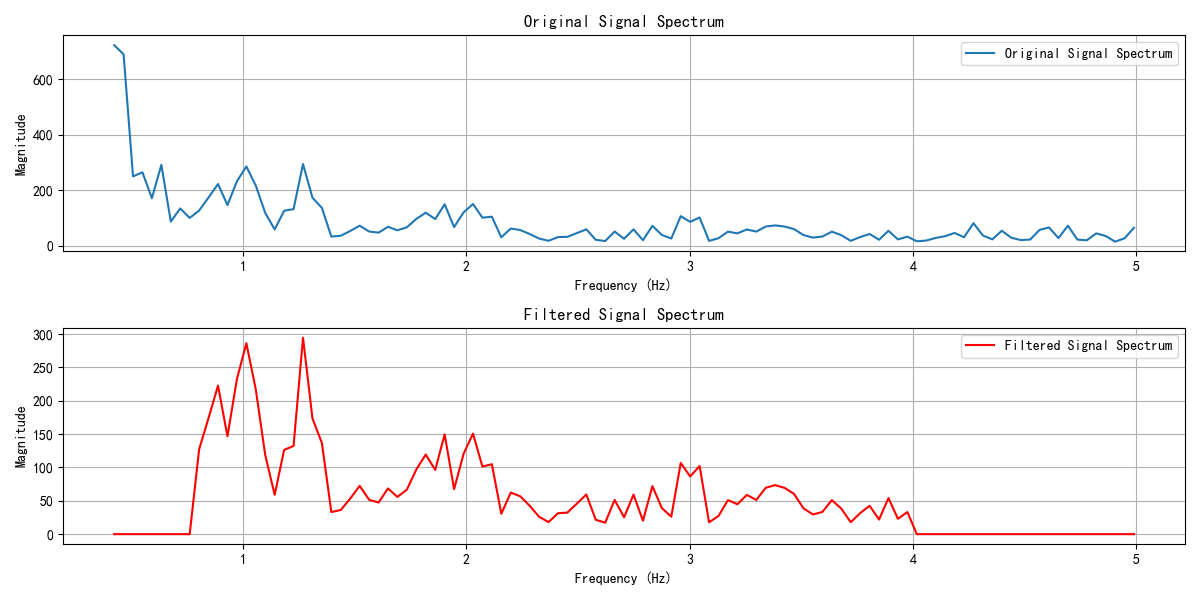 Original Signal Spectrum
Original Signal Spectrum
Magnitude
600
400
200
0
1
2
3
4
5
Frequency (Hz)
Filtered Signal Spectrum
Filtered Signal Spectrum
Magnitude
300
250
200
150
100
50
0
1
2
3
4
5
Frequency (Hz)